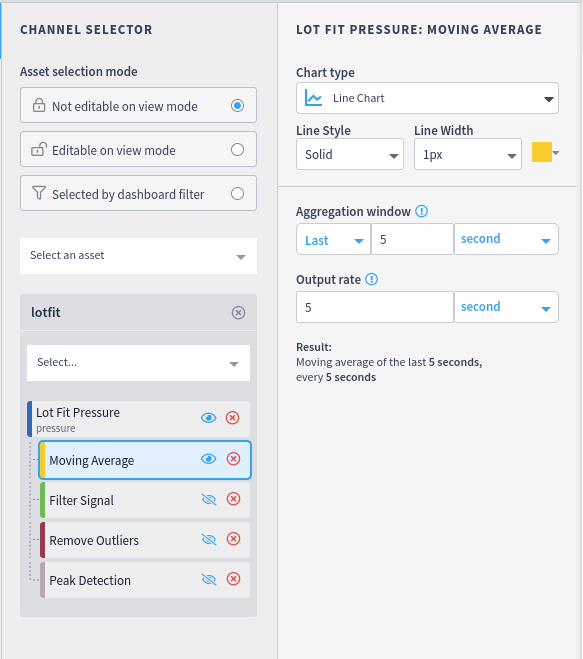 CHANNEL SELECTOR
Asset selection mode
Not editable on view mode
Editable on view mode
Selected by dashboard filter
Select an asset
lotfit
Select...
Lot Fit Pressure
pressure
Moving Average
Filter Signal
Remove Outliers
Peak Detection
LOT FIT PRESSURE: MOVING AVERAGE
Chart type
Line Chart
Line Style Line Width
Solid 1px
Aggregation window
Last 5 second
Output rate
5 second
Result:
Moving average of the last 5 seconds,
every 5 seconds